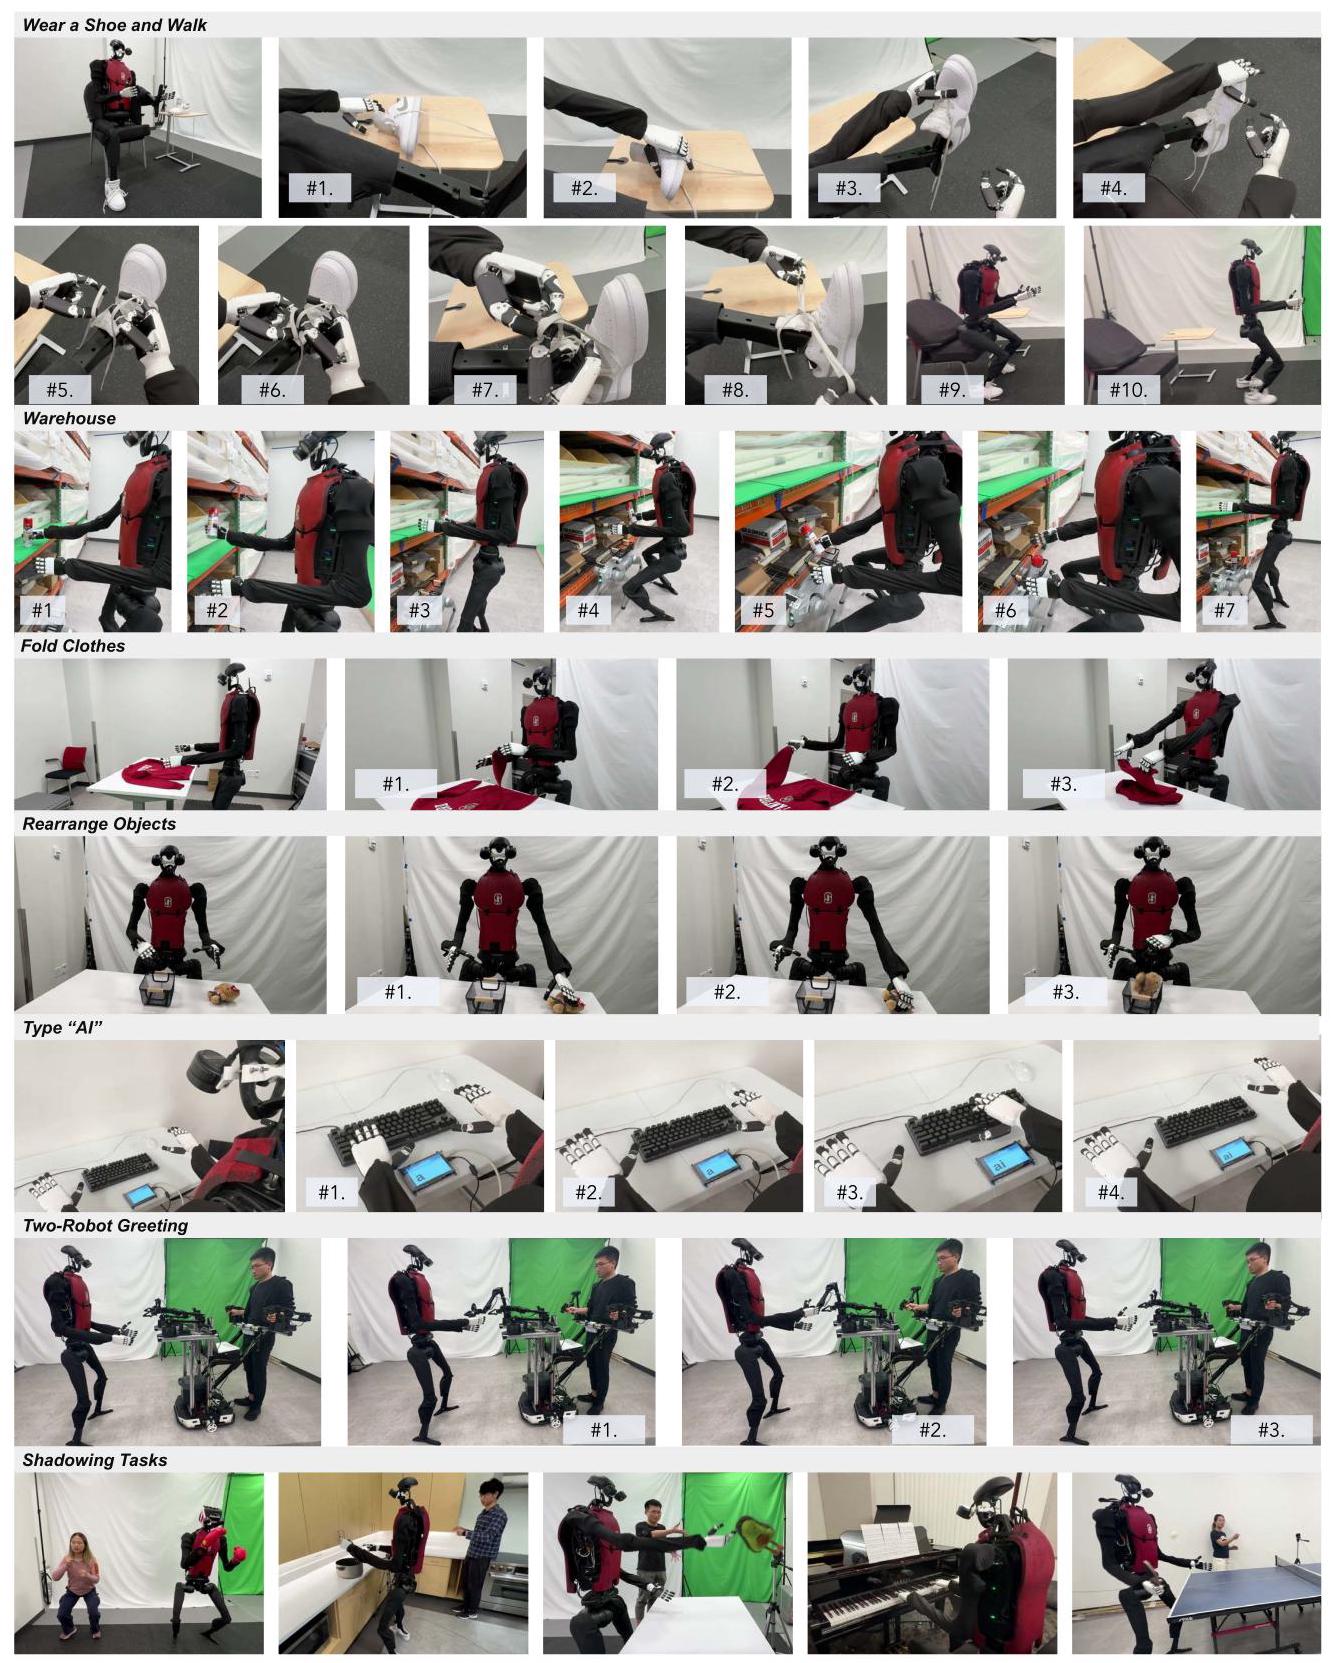 Wear a Shoe and Walk
#1.
#2.
#3.
#4.
#5.
#6.
#7.
#8.
#9.
#10.
Warehouse
#1
#2
#3
#4
#5
#6
#7
Fold Clothes
#1.
#2.
#3.
Rearrange Objects
#1.
#2.
#3.
Type “AI”
#1.
a
#2.
a
#3.
ai
#4.
ai
Two-Robot Greeting
#1.
#2.
#3.
Shadowing Tasks